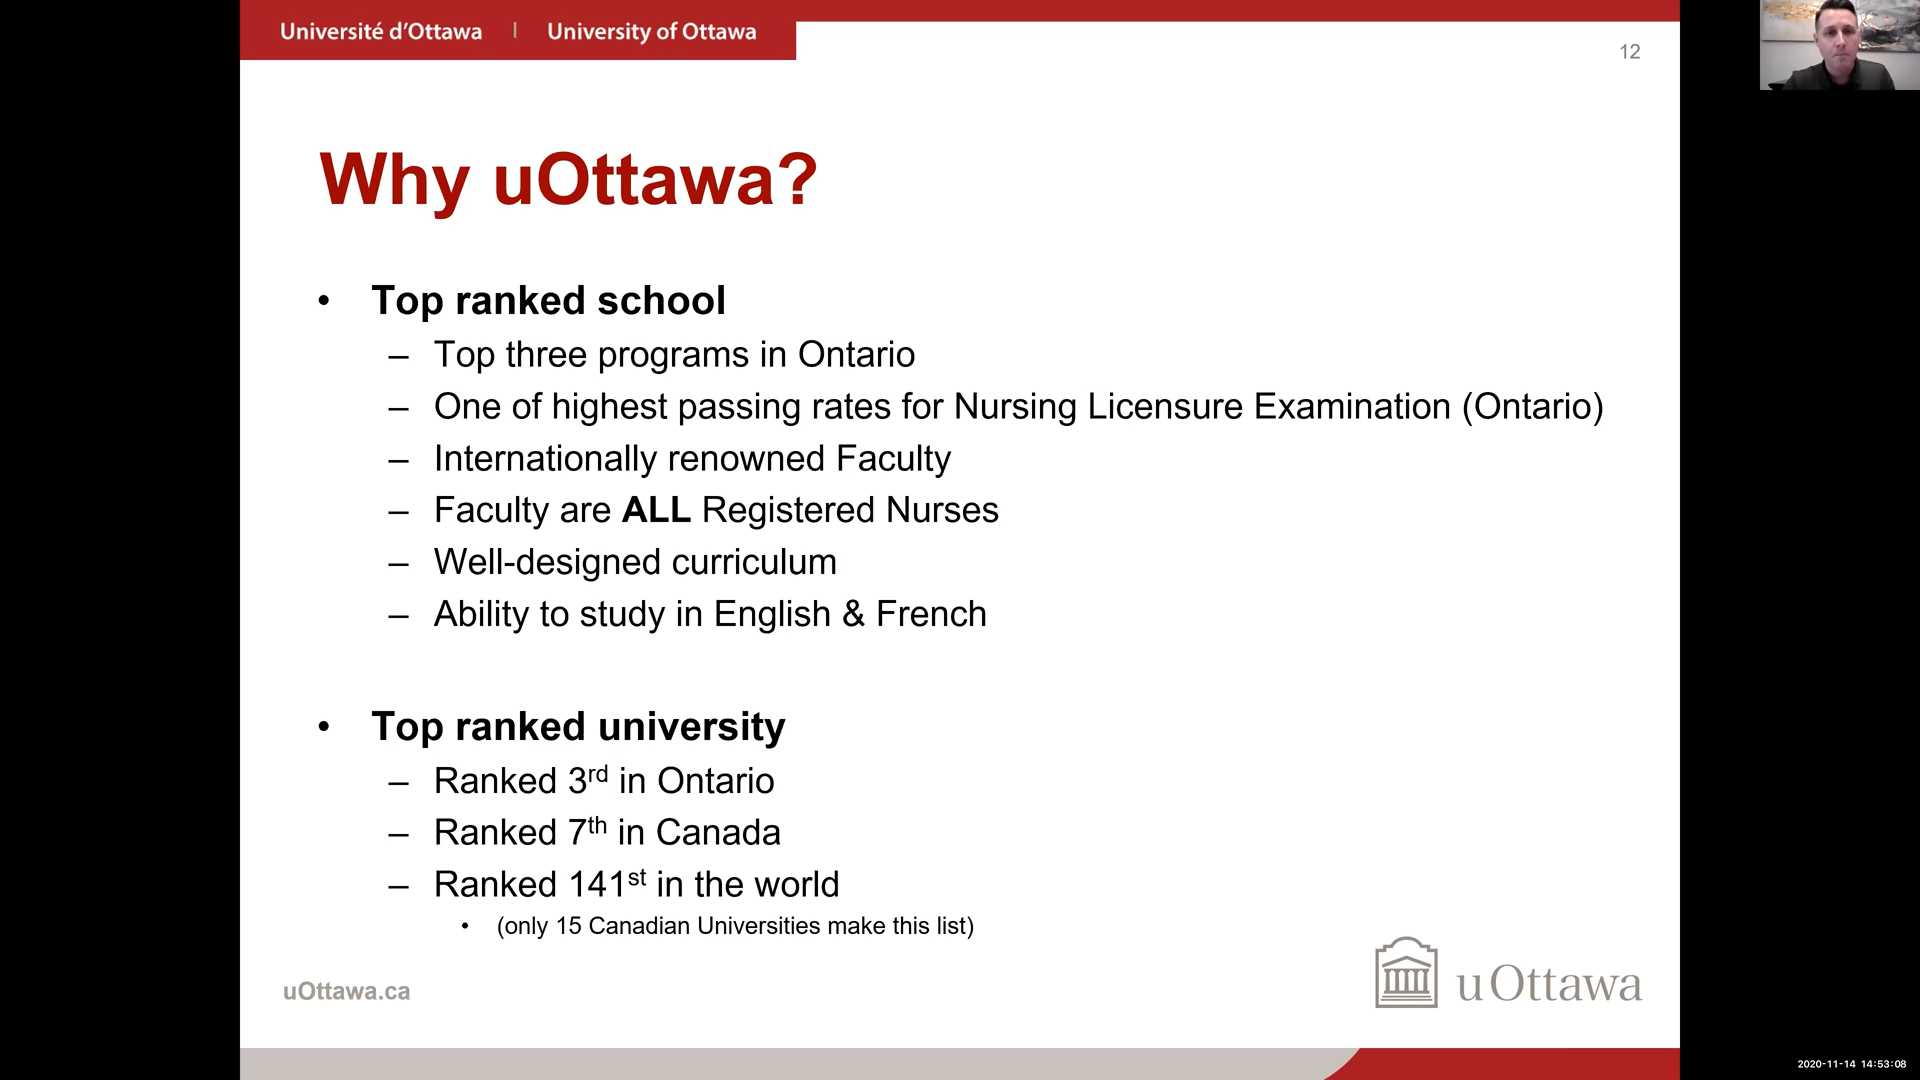 Université d'Ottawa | University of Ottawa
12
Why uOttawa?
• Top ranked school
– Top three programs in Ontario
– One of highest passing rates for Nursing Licensure Examination (Ontario)
– Internationally renowned Faculty
– Faculty are ALL Registered Nurses
– Well-designed curriculum
– Ability to study in English & French
• Top ranked university
– Ranked 3rd in Ontario
– Ranked 7th in Canada
– Ranked 141st in the world
• (only 15 Canadian Universities make this list)
uOttawa.ca
uOttawa
2020-11-14 14:53:08